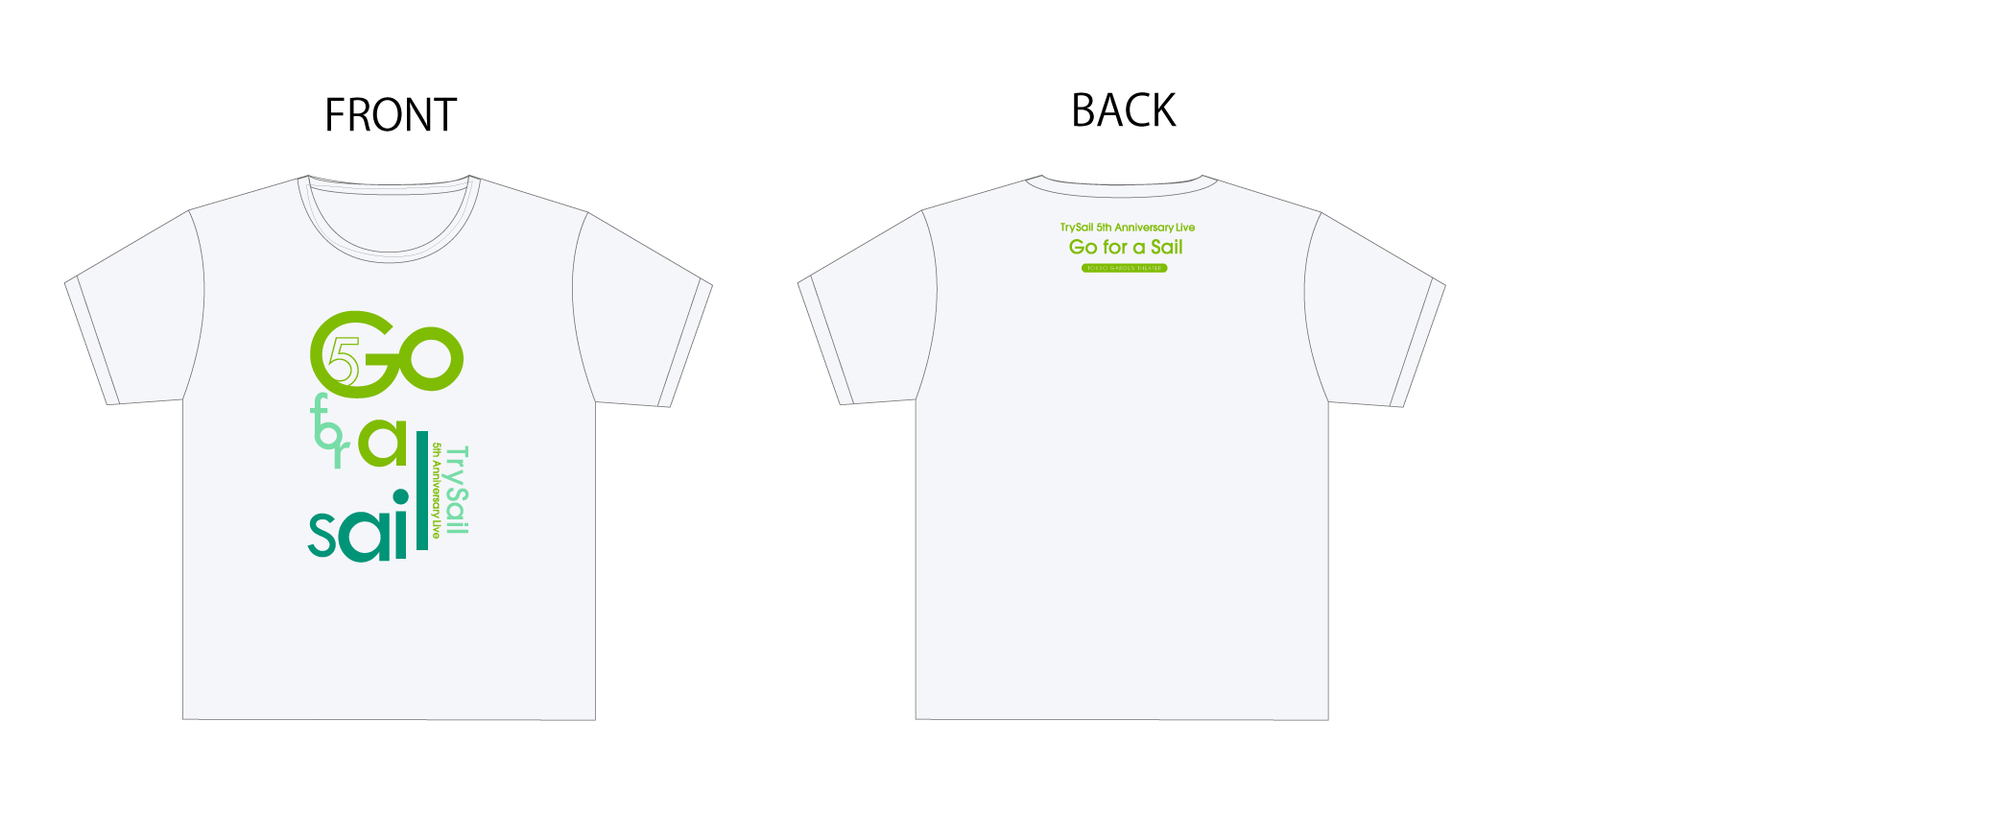 FRONT
Go
5
for a
sail
TrySail
5th Anniversary Live
BACK
TrySail 5th Anniversary Live
Go for a Sail
TOKYO GARDEN THEATER